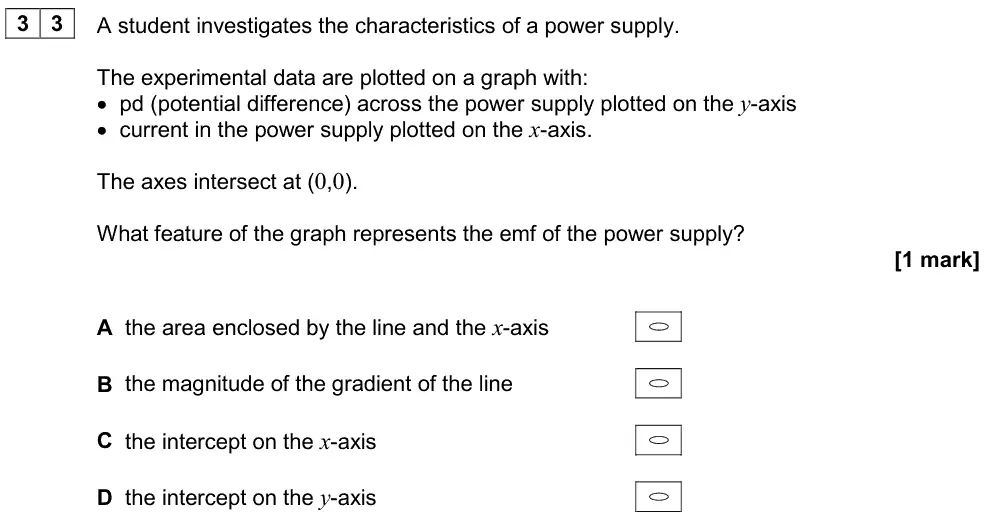 3 3 A student investigates the characteristics of a power supply.
The experimental data are plotted on a graph with:
• pd (potential difference) across the power supply plotted on the y-axis
• current in the power supply plotted on the x-axis.
The axes intersect at (0,0).
What feature of the graph represents the emf of the power supply?
[1 mark]
A the area enclosed by the line and the x-axis
B the magnitude of the gradient of the line
C the intercept on the x-axis
D the intercept on the y-axis